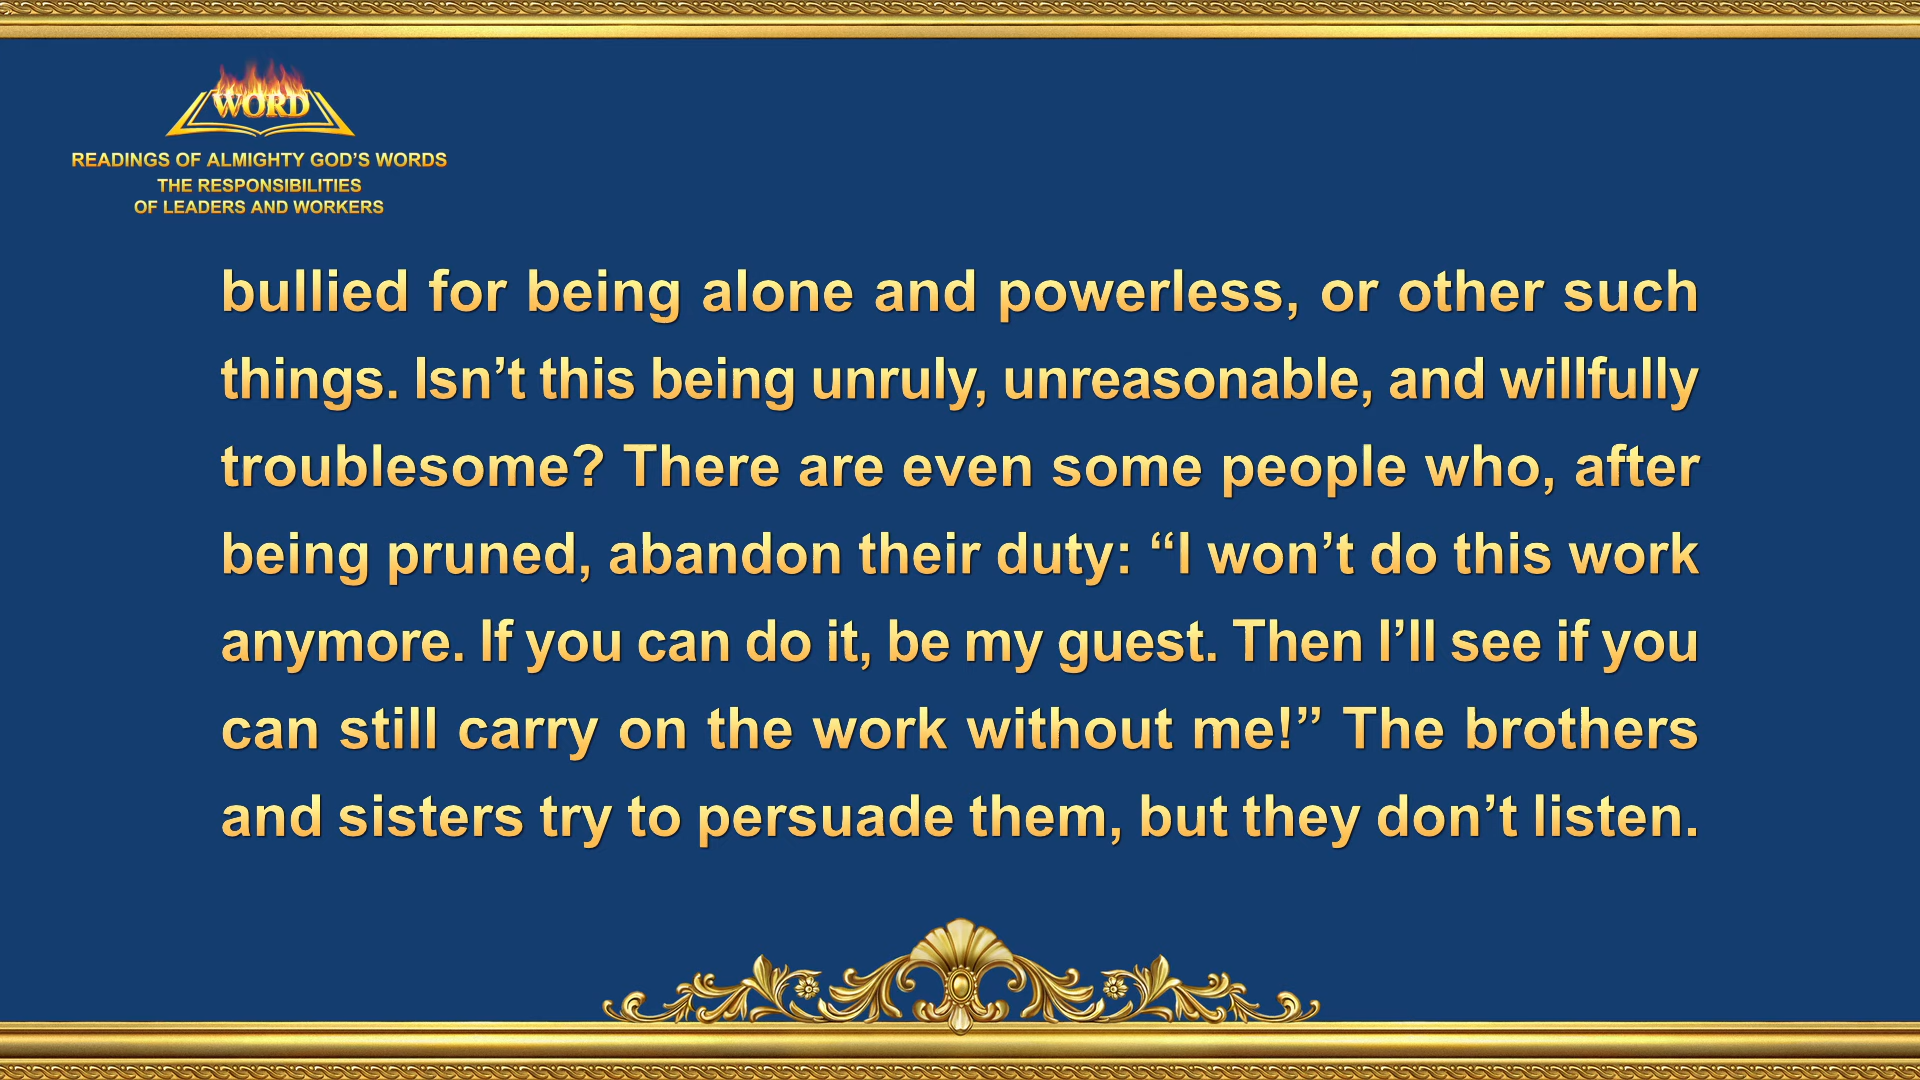 WORD
READINGS OF ALMIGHTY GOD’S WORDS
THE RESPONSIBILITIES
OF LEADERS AND WORKERS
bullied for being alone and powerless, or other such
things. Isn’t this being unruly, unreasonable, and willfully
troublesome? There are even some people who, after
being pruned, abandon their duty: “I won’t do this work
anymore. If you can do it, be my guest. Then I’ll see if you
can still carry on the work without me!” The brothers
and sisters try to persuade them, but they don’t listen.